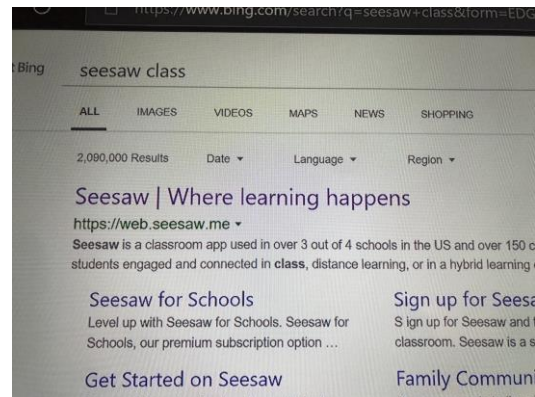 https://www.bing.com/search?q=seesaw+class&form=EDG
Bing
seesaw class
ALL IMAGES VIDEOS MAPS NEWS SHOPPING
2,090,000 Results Date Language Region
Seesaw | Where learning happens
https://web.seesaw.me
Seesaw is a classroom app used in over 3 out of 4 schools in the US and over 150 c
students engaged and connected in class, distance learning, or in a hybrid learning
Seesaw for Schools
Level up with Seesaw for Schools. Seesaw for
Schools, our premium subscription option ...
Sign up for Seesa
S ign up for Seesaw and
classroom. Seesaw is a s
Get Started on Seesaw
Family Communi